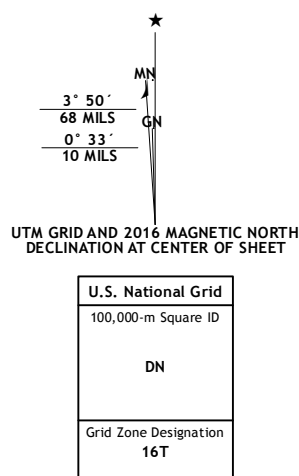 ★
MN
3° 50´
68 MILS
GN
0° 33´
10 MILS
UTM GRID AND 2016 MAGNETIC NORTH
DECLINATION AT CENTER OF SHEET
U.S. National Grid
100,000-m Square ID
DN
Grid Zone Designation
16T